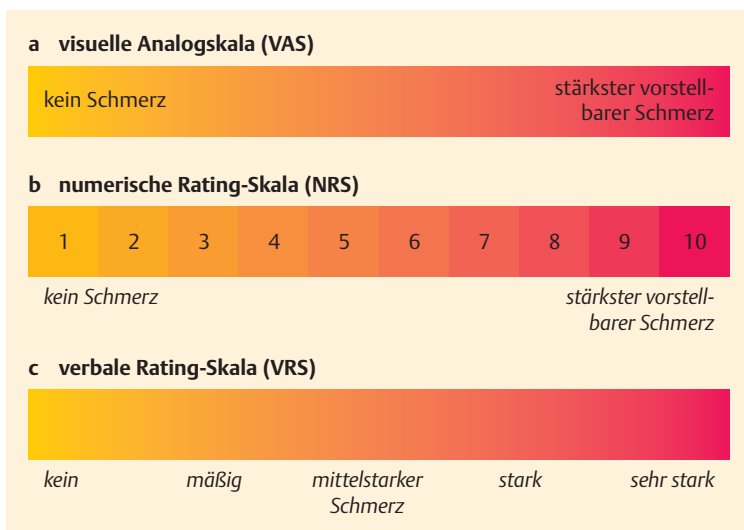 a visuelle Analogskala (VAS)
kein Schmerz
stärkster vorstell-
barer Schmerz
b numerische Rating-Skala (NRS)
1 2 3 4 5 6 7 8 9 10
kein Schmerz
stärkster vorstell-
barer Schmerz
c verbale Rating-Skala (VRS)
kein mäßig mittelstarker stark sehr stark
Schmerz